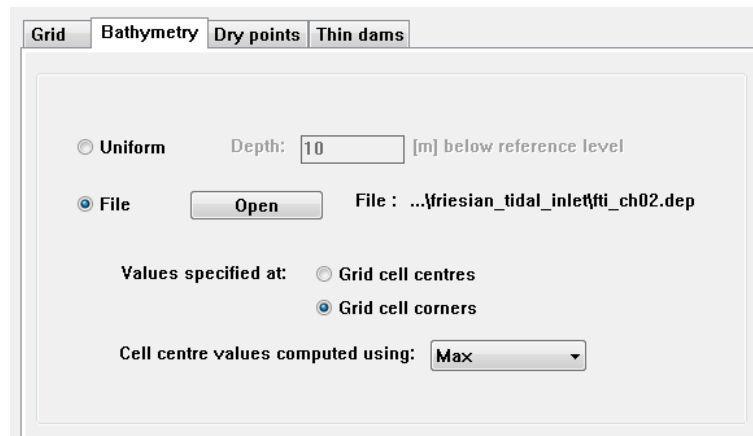 Grid Bathymetry Dry points Thin dams
Uniform Depth: 10 [m] below reference level
File Open File : ...\friesian_tidal_inlet\fti_ch02.dep
Values specified at: Grid cell centres
Grid cell corners
Cell centre values computed using: Max